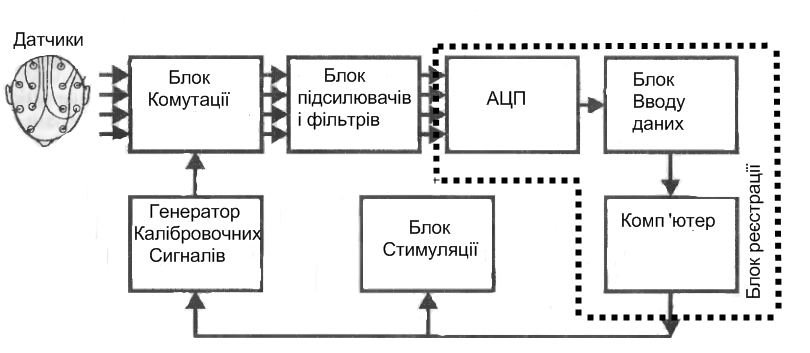 Датчики
Блок
Комутації
Блок
підсилювачів
і фільтрів
АЦП
Блок
Вводу
даних
Генератор
Калібровочних
Сигналів
Блок
Стимуляції
Комп'ютер
Блок реєстрації